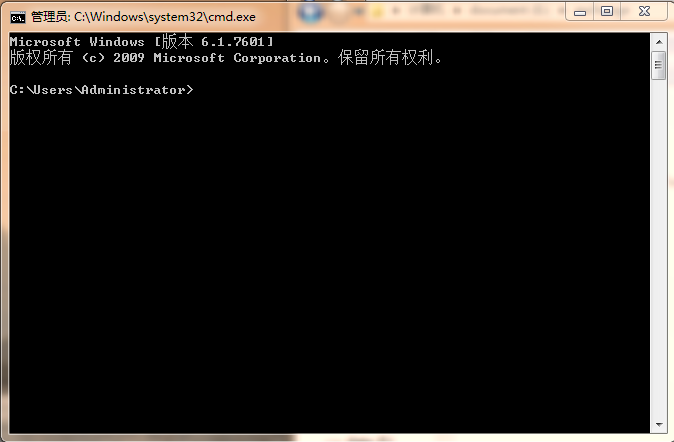 管理员: C:\Windows\system32\cmd.exe
Microsoft Windows [版本 6.1.7601]
版权所有 (c) 2009 Microsoft Corporation。保留所有权利。
C:\Users\Administrator>